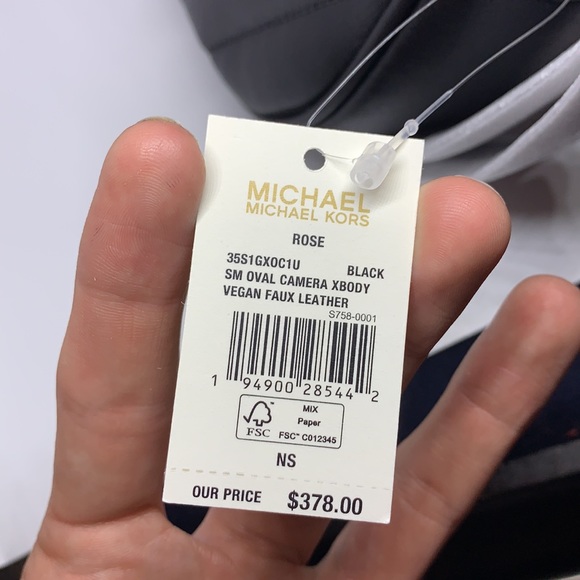 MICHAEL
MICHAEL KORS
ROSE
35S1GXOC1U BLACK
SM OVAL CAMERA XBODY
VEGAN FAUX LEATHER
S758-0001
1 94900 28544 2
FSC
MIX
Paper
FSC™ C012345
NS
OUR PRICE $378.00